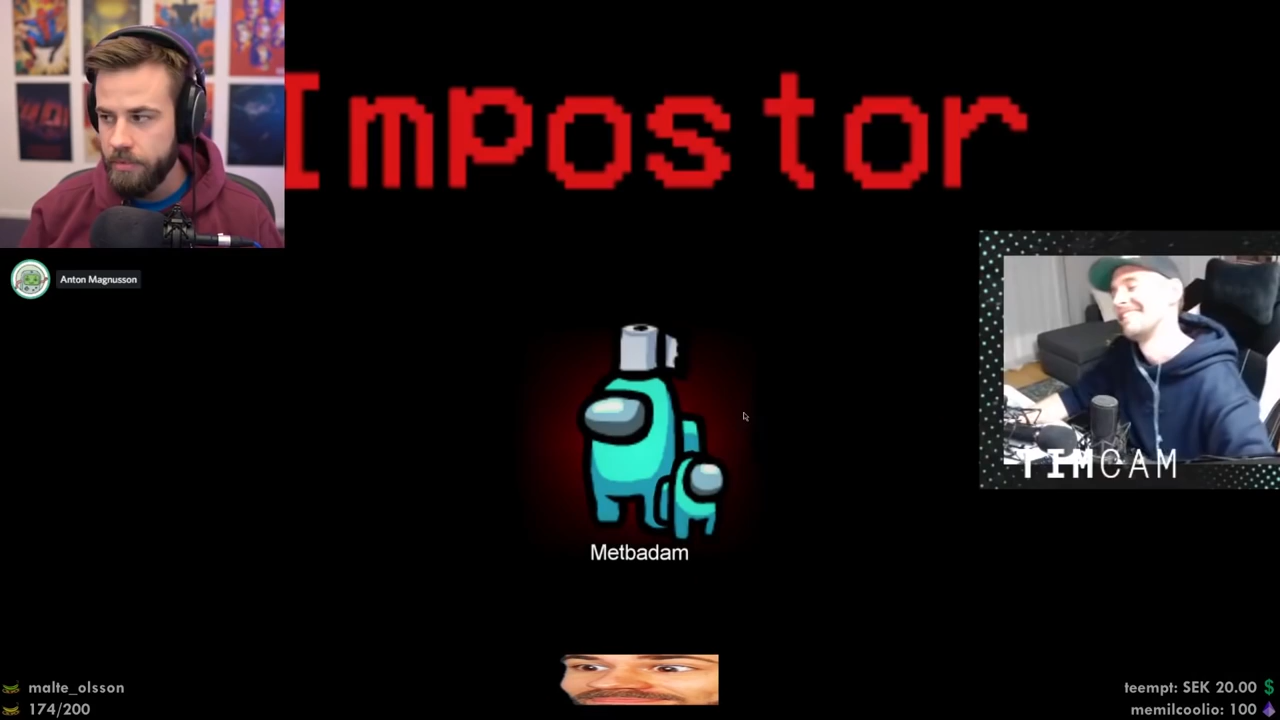 Impostor
Anton Magnusson
TIMCAM
Metbadam
malte_olsson
174/200
teempt: SEK 20.00 $
memilcoolio: 100